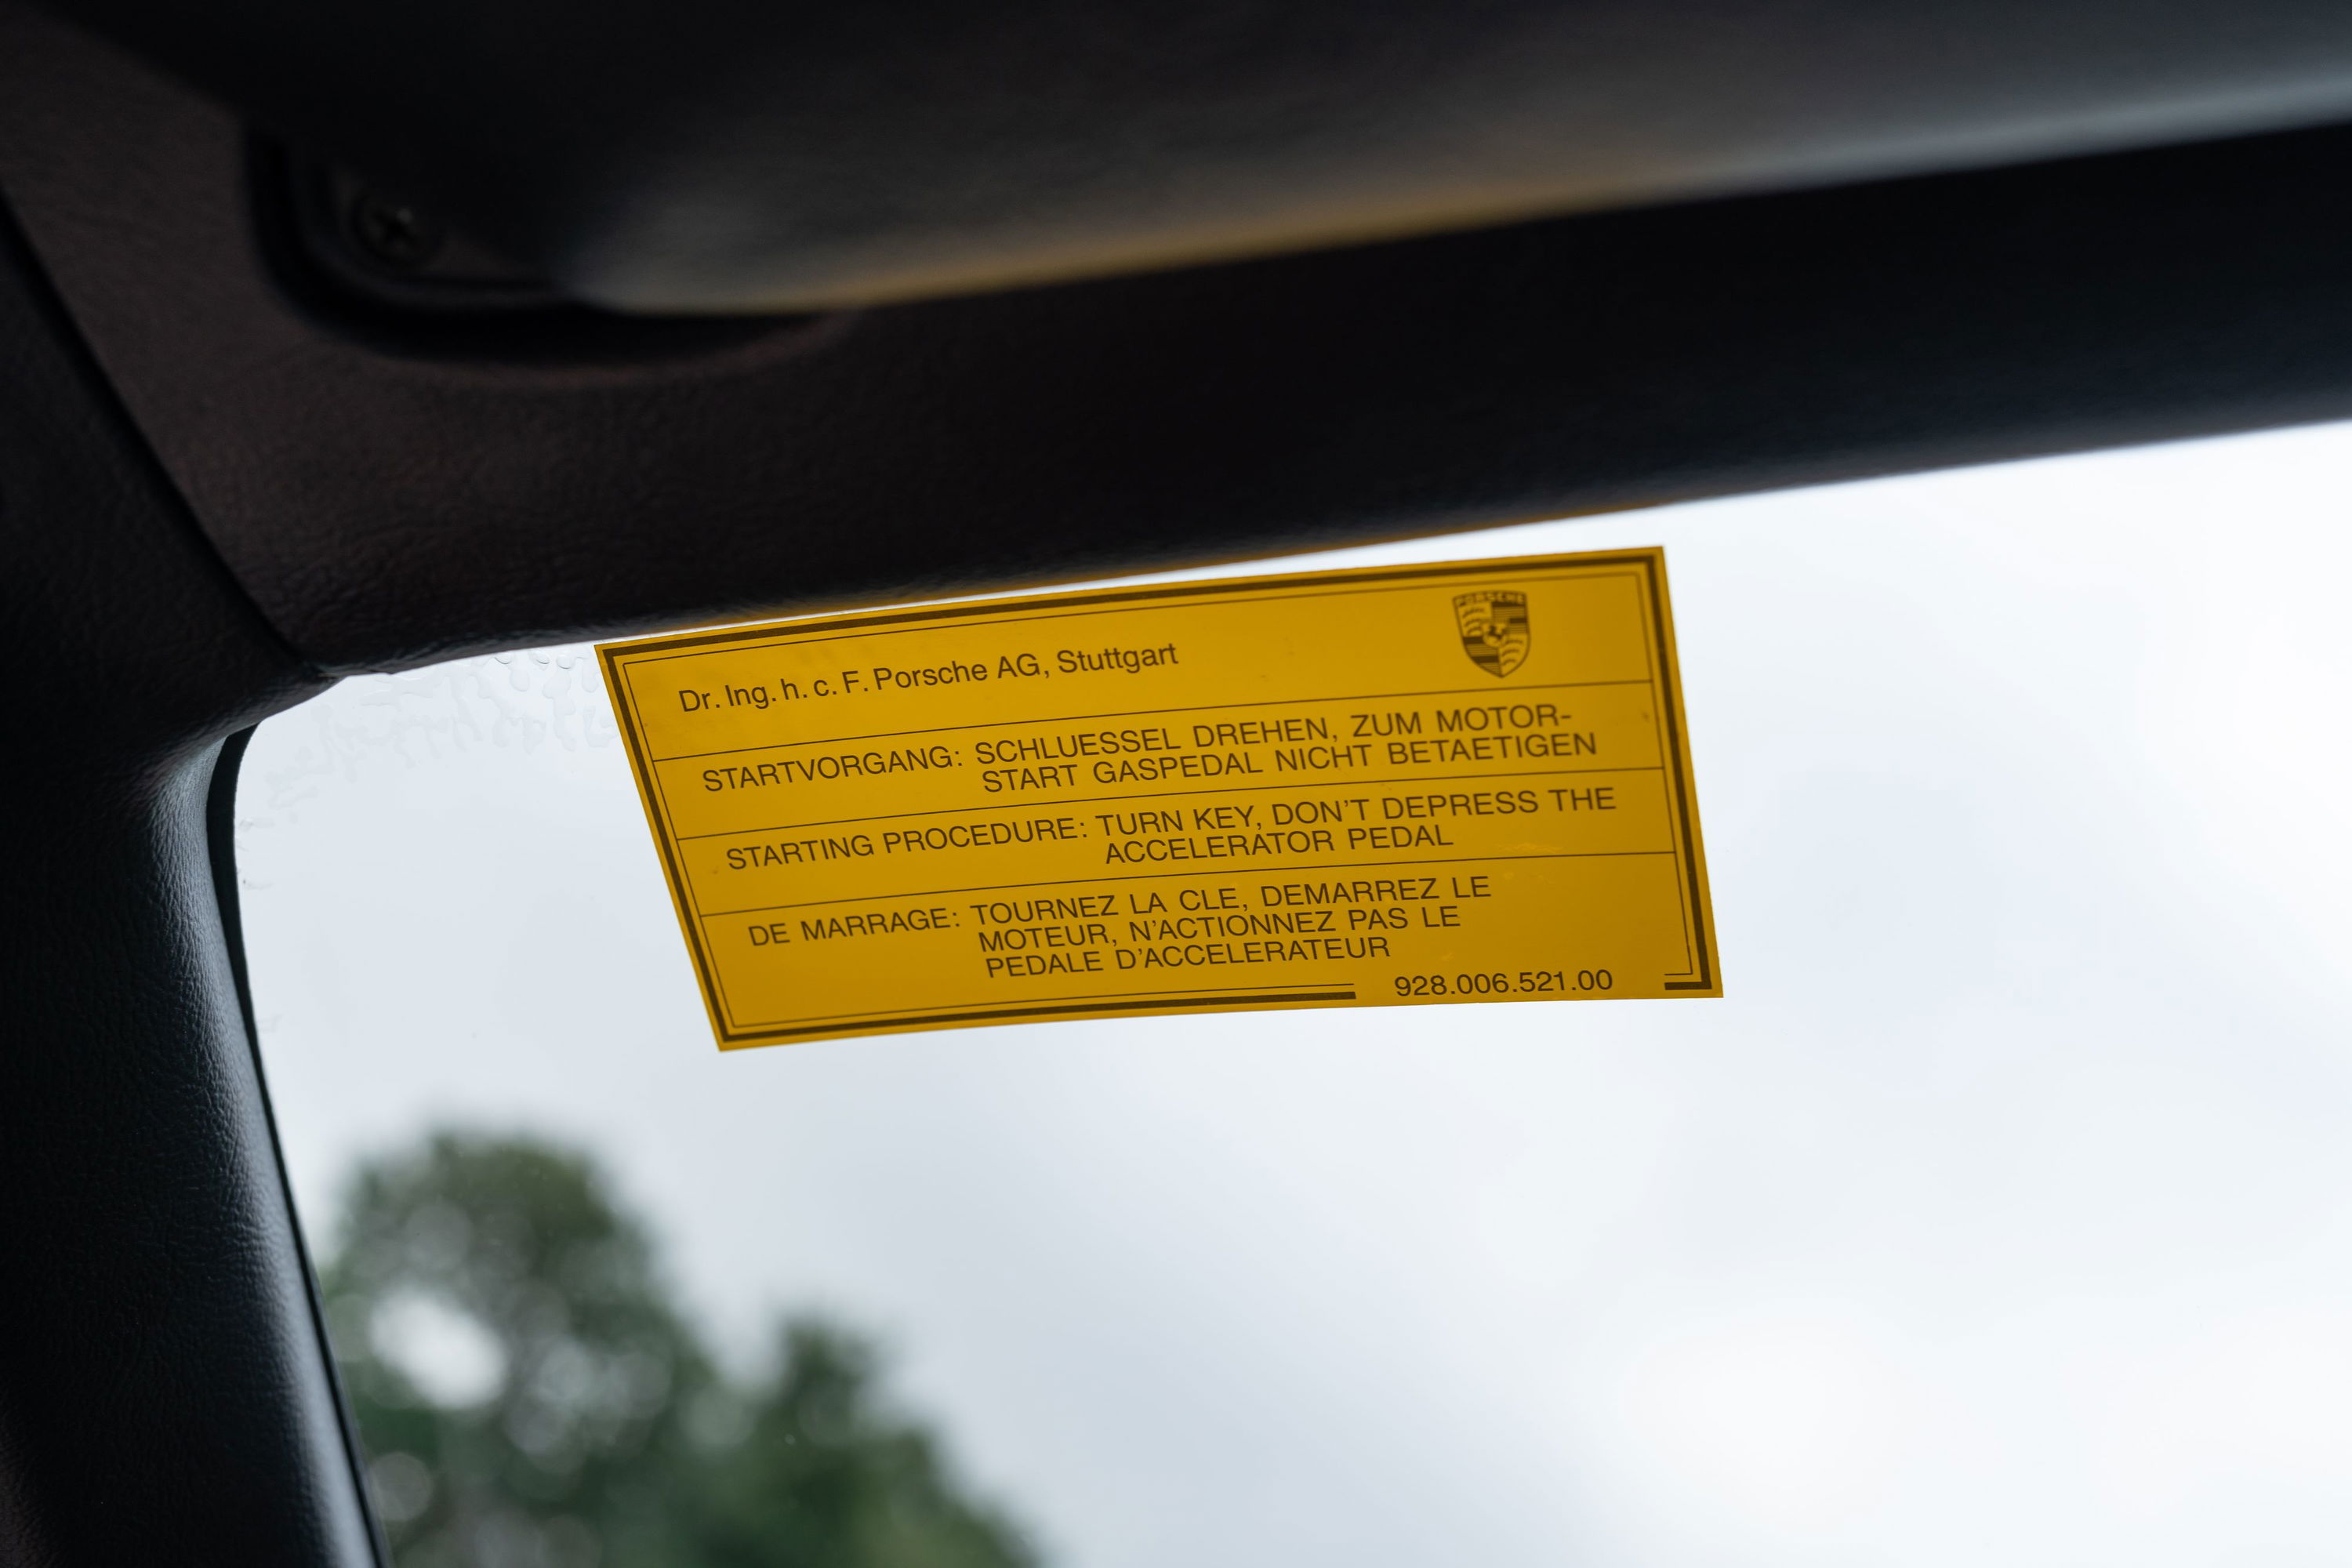 PORSCHE
Dr. Ing. h. c. F. Porsche AG, Stuttgart
STARTVORGANG: SCHLUESSEL DREHEN, ZUM MOTOR-
START GASPEDAL NICHT BETAETIGEN
STARTING PROCEDURE: TURN KEY, DON'T DEPRESS THE
ACCELERATOR PEDAL
DE MARRAGE: TOURNEZ LA CLE, DEMARREZ LE
MOTEUR, N'ACTIONNEZ PAS LE
PEDALE D'ACCELERATEUR
928.006.521.00